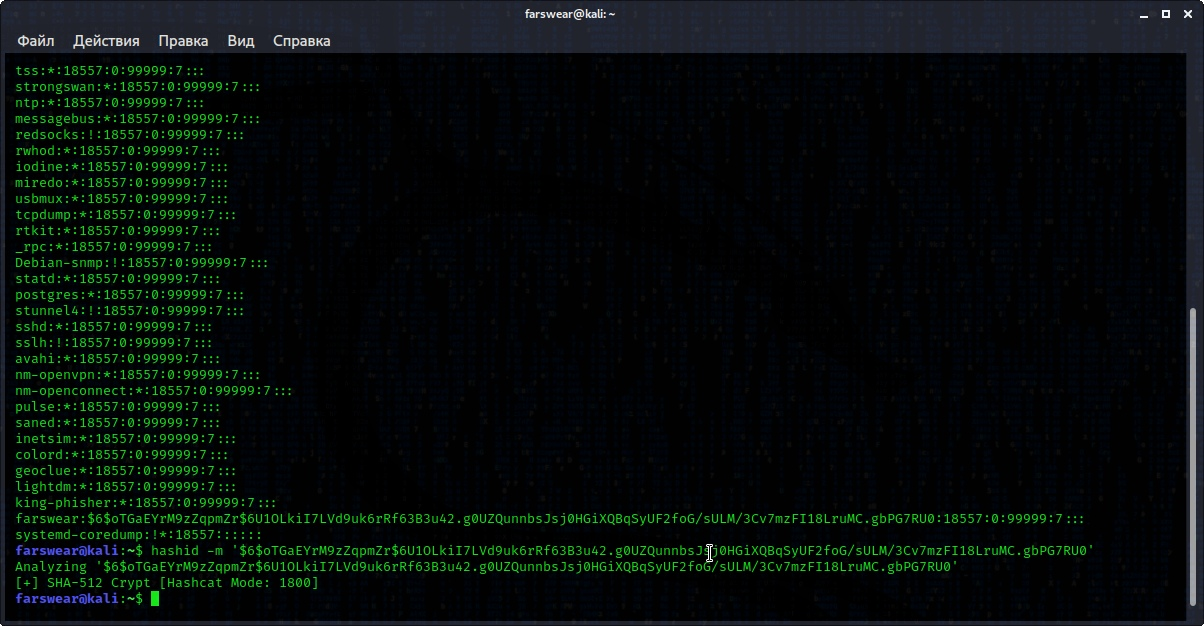 farswear@kali: ~
Файл Действия Правка Вид Справка
tss:*:18557:0:99999:7:::
strongswan:*:18557:0:99999:7:::
ntp:*:18557:0:99999:7:::
messagebus:*:18557:0:99999:7:::
redsocks:!:18557:0:99999:7:::
rwhod:*:18557:0:99999:7:::
iodine:*:18557:0:99999:7:::
miredo:*:18557:0:99999:7:::
usbmux:*:18557:0:99999:7:::
tcpdump:*:18557:0:99999:7:::
rtkit:*:18557:0:99999:7:::
_rpc:*:18557:0:99999:7:::
Debian-snmp:!:18557:0:99999:7:::
statd:*:18557:0:99999:7:::
postgres:*:18557:0:99999:7:::
stunnel4:!:18557:0:99999:7:::
sshd:*:18557:0:99999:7:::
sslh:!:18557:0:99999:7:::
avahi:*:18557:0:99999:7:::
nm-openvpn:*:18557:0:99999:7:::
nm-openconnect:*:18557:0:99999:7:::
pulse:*:18557:0:99999:7:::
saned:*:18557:0:99999:7:::
inetsim:*:18557:0:99999:7:::
colord:*:18557:0:99999:7:::
geoclue:*:18557:0:99999:7:::
lightdm:*:18557:0:99999:7:::
king-phisher:*:18557:0:99999:7:::
farswear:$6$oTGaEYrM9zZqpmZr$6U1OLkiI7LVd9uk6rRf63B3u42.g0UZQunnbsJsj0HGiXQBqSyUF2foG/sULM/3Cv7mzFI18LruMC.gbPG7RU0:18557:0:99999:7:::
systemd-coredump:!*:18557::::::
farswear@kali:~$ hashid -m '$6$oTGaEYrM9zZqpmZr$6U1OLkiI7LVd9uk6rRf63B3u42.g0UZQunnbsJsj0HGiXQBqSyUF2foG/sULM/3Cv7mzFI18LruMC.gbPG7RU0'
Analyzing '$6$oTGaEYrM9zZqpmZr$6U1OLkiI7LVd9uk6rRf63B3u42.g0UZQunnbsJsj0HGiXQBqSyUF2foG/sULM/3Cv7mzFI18LruMC.gbPG7RU0'
[+] SHA-512 Crypt [Hashcat Mode: 1800]
farswear@kali:~$